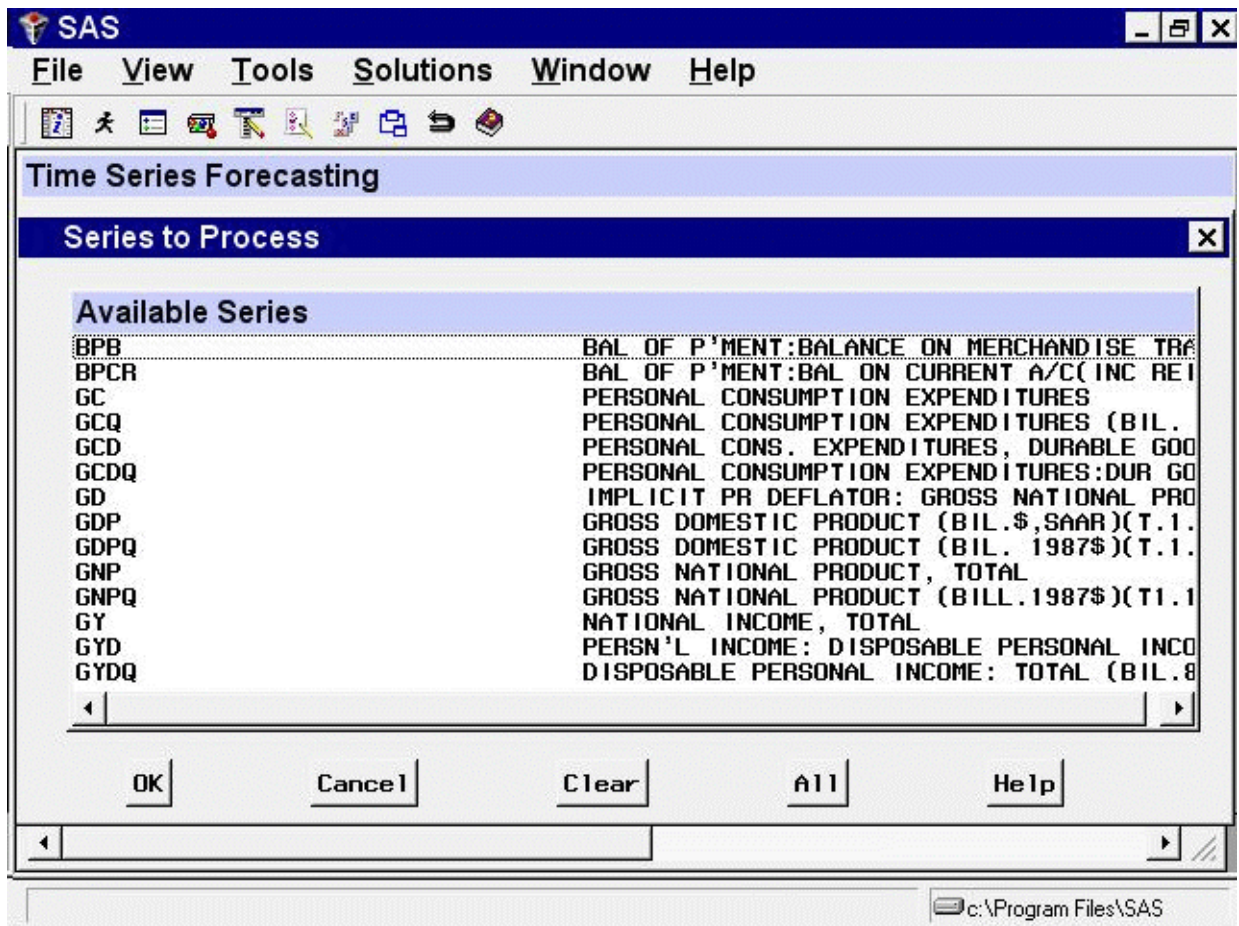 SAS
File View Tools Solutions Window Help
Time Series Forecasting
Series to Process
Available Series
BPB BAL OF P'MENT:BALANCE ON MERCHANDISE TRA
BPCR BAL OF P'MENT:BAL ON CURRENT A/C(INC REI
GC PERSONAL CONSUMPTION EXPENDITURES
GCQ PERSONAL CONSUMPTION EXPENDITURES (BIL.
GCD PERSONAL CONS. EXPENDITURES, DURABLE GOO
GCDQ PERSONAL CONSUMPTION EXPENDITURES:DUR GO
GD IMPLICIT PR DEFLATOR: GROSS NATIONAL PRO
GDP GROSS DOMESTIC PRODUCT (BIL.$,SAAR)(T.1.
GDPQ GROSS DOMESTIC PRODUCT (BIL. 1987$)(T.1.
GNP GROSS NATIONAL PRODUCT, TOTAL
GNPQ GROSS NATIONAL PRODUCT (BILL.1987$)(T1.1
GY NATIONAL INCOME, TOTAL
GYD PERSN'L INCOME: DISPOSABLE PERSONAL INCO
GYDQ DISPOSABLE PERSONAL INCOME: TOTAL (BIL.8
OK Cancel Clear All Help
c:\Program Files\SAS